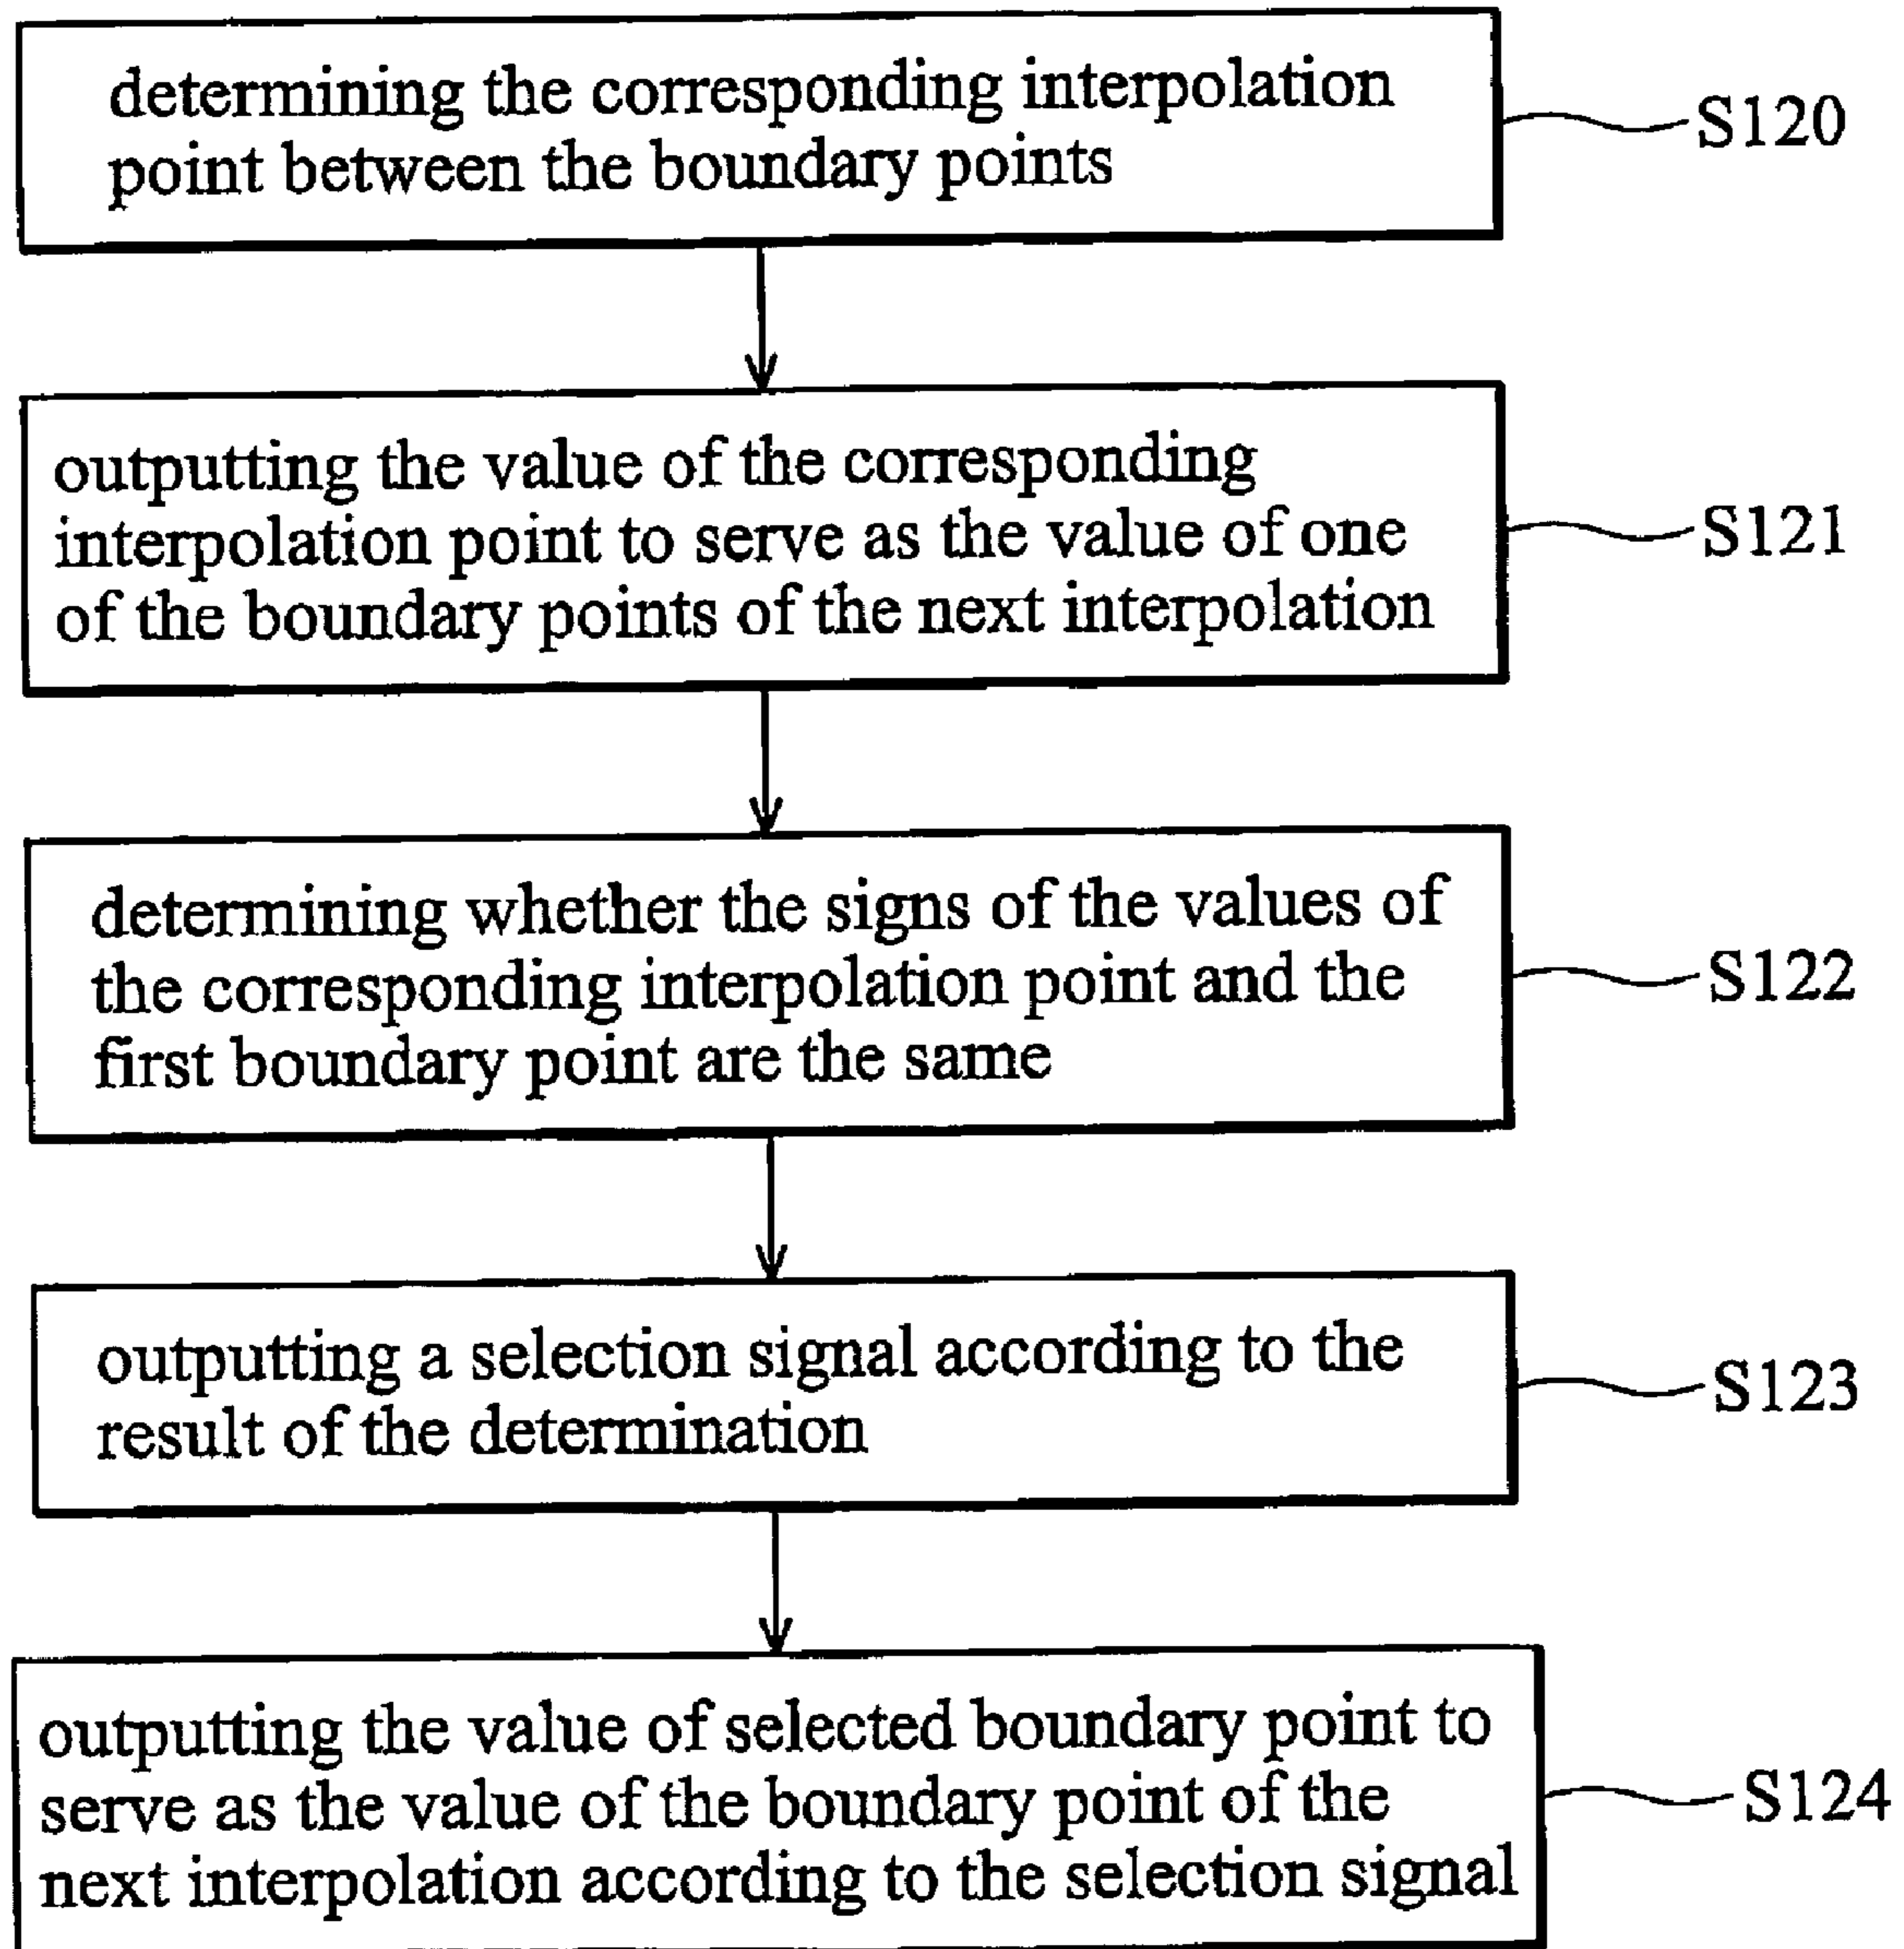 determining the corresponding interpolation
point between the boundary points
S120
outputting the value of the corresponding
interpolation point to serve as the value of one
of the boundary points of the next interpolation
S121
determining whether the signs of the values of
the corresponding interpolation point and the
first boundary point are the same
S122
outputting a selection signal according to the
result of the determination
S123
outputting the value of selected boundary point to
serve as the value of the boundary point of the
next interpolation according to the selection signal
S124